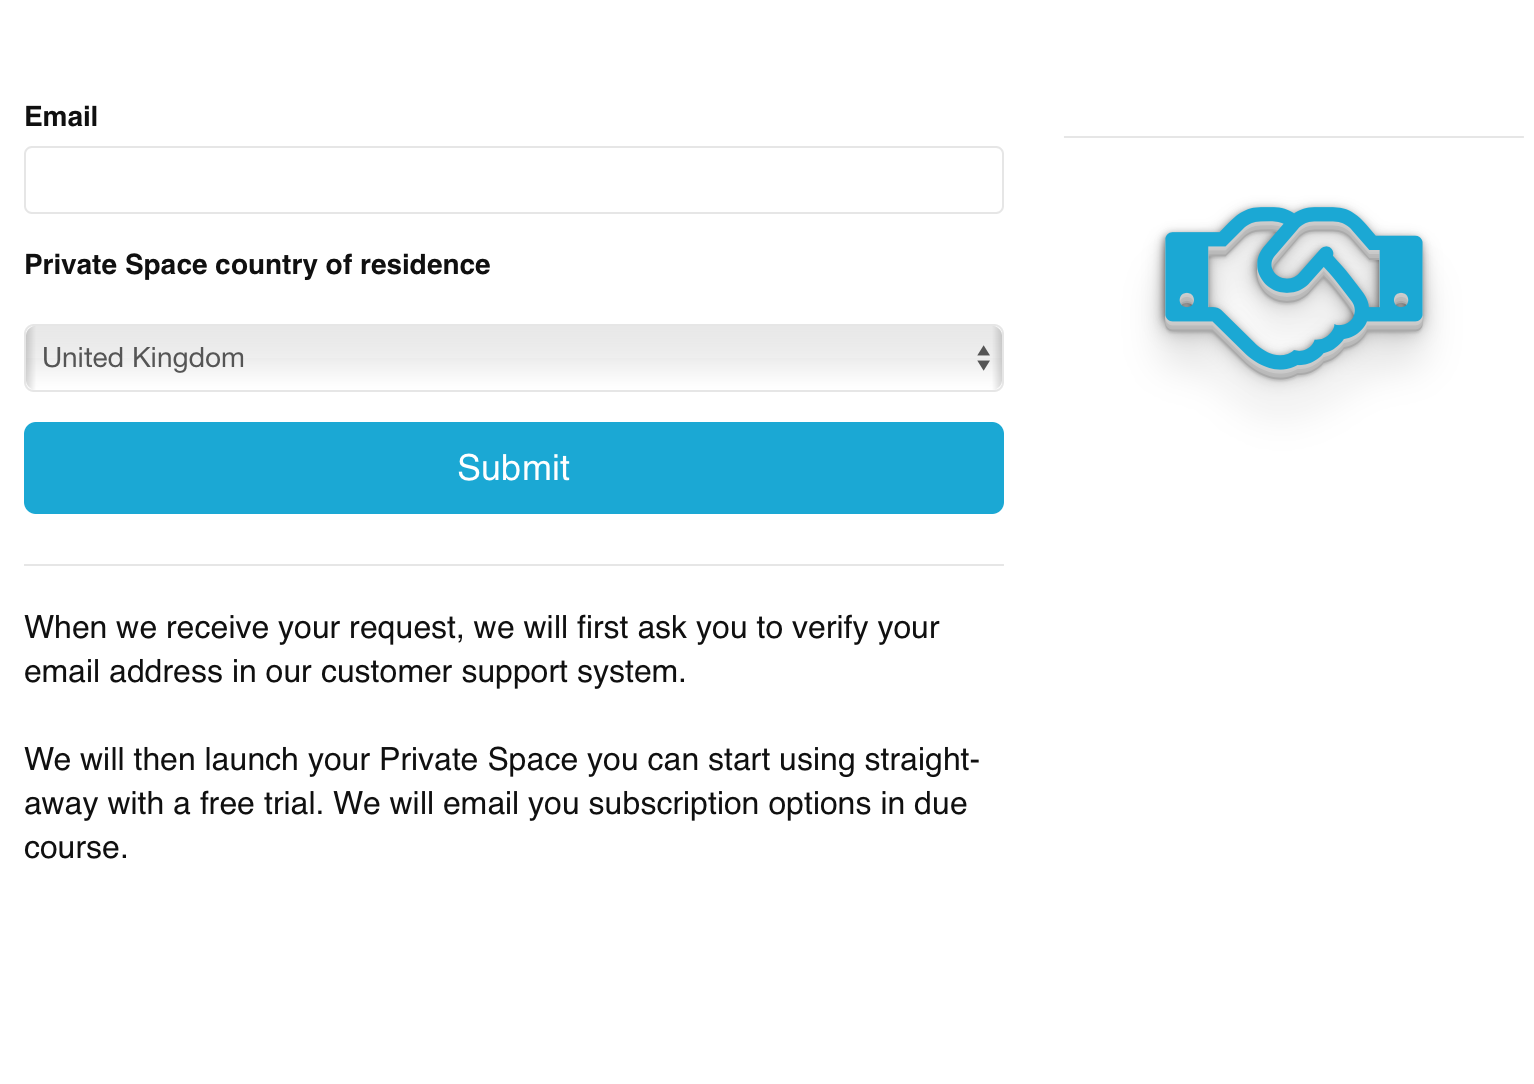 Email
Private Space country of residence
United Kingdom
Submit
When we receive your request, we will first ask you to verify your
email address in our customer support system.
We will then launch your Private Space you can start using straight-
away with a free trial. We will email you subscription options in due
course.